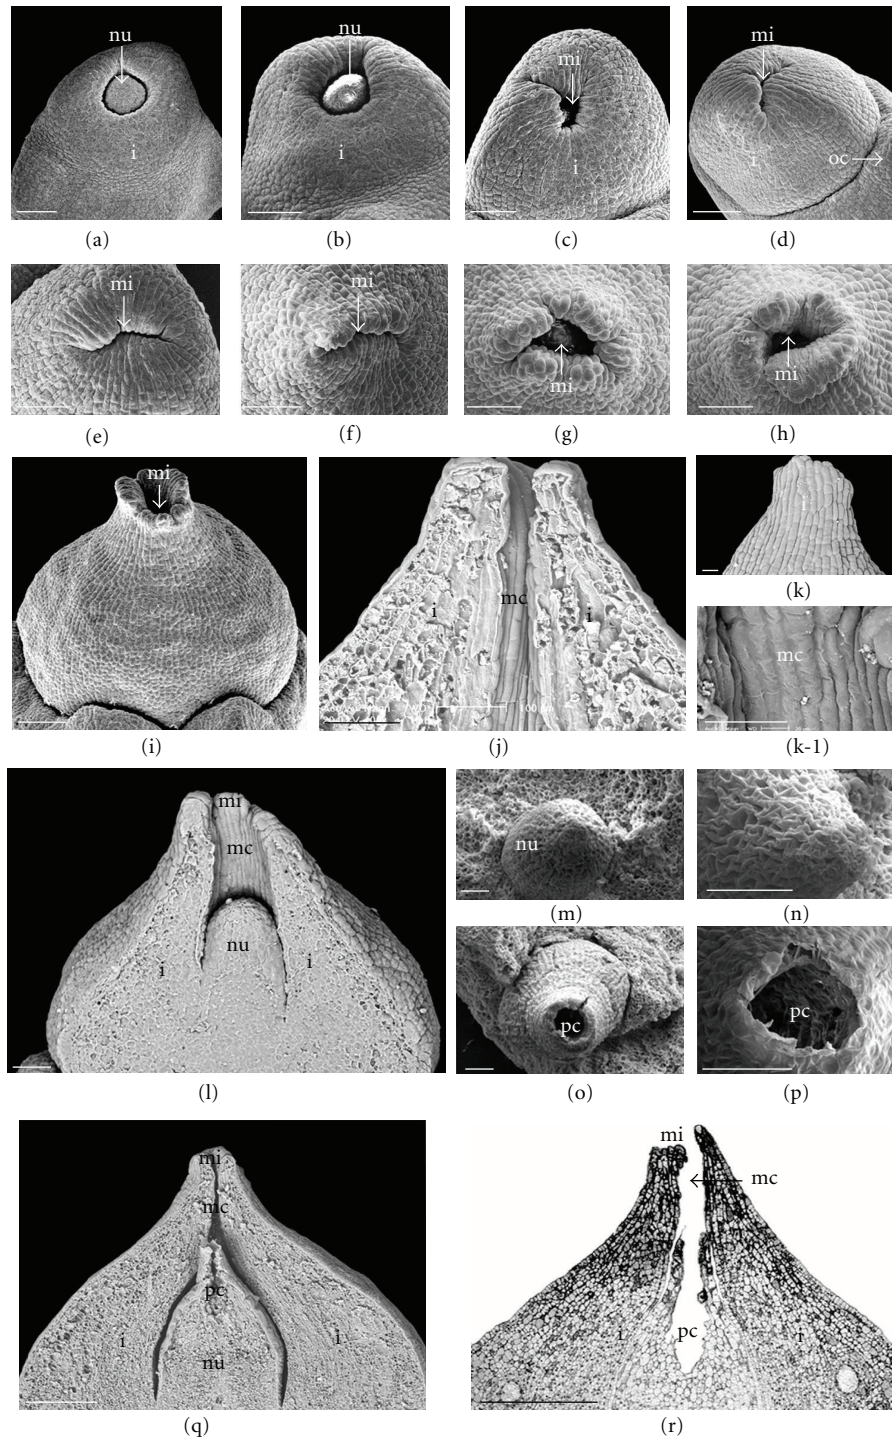 nu
i
(a)
nu
i
(b)
mi
i
(c)
mi
i
oc
(d)
mi
(e)
mi
(f)
mi
(g)
mi
(h)
mi
(i)
i
mc
i
(j)
i
(k)
mc
(k-1)
mi
mc
nu
i
i
(l)
nu
(m)
(n)
pc
(o)
pc
(p)
mi
mc
pc
i
i
nu
(q)
mi
mc
i
pc
i
(r)